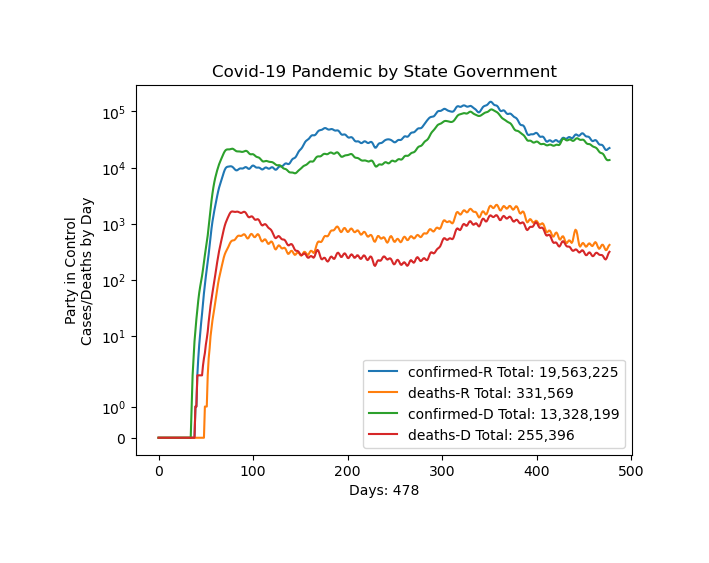 Covid-19 Pandemic by State Government
Party in Control
Cases/Deaths by Day
10^5
10^4
10^3
10^2
10^1
10^0
0
confirmed-R Total: 19,563,225
deaths-R Total: 331,569
confirmed-D Total: 13,328,199
deaths-D Total: 255,396
0 100 200 300 400 500
Days: 478